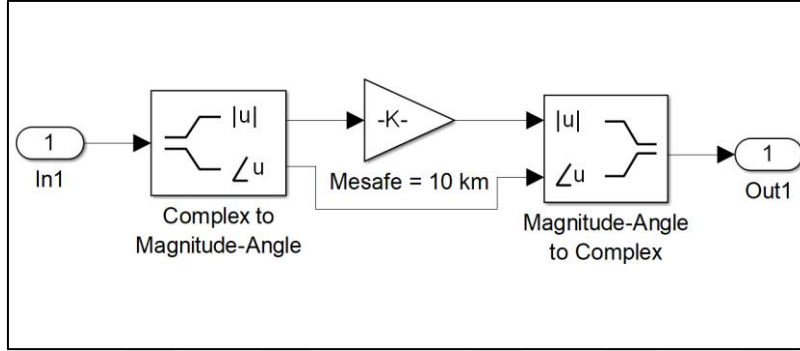 1
In1
|u|
∠u
Complex to
Magnitude-Angle
-K-
Mesafe = 10 km
|u|
∠u
Magnitude-Angle
to Complex
1
Out1